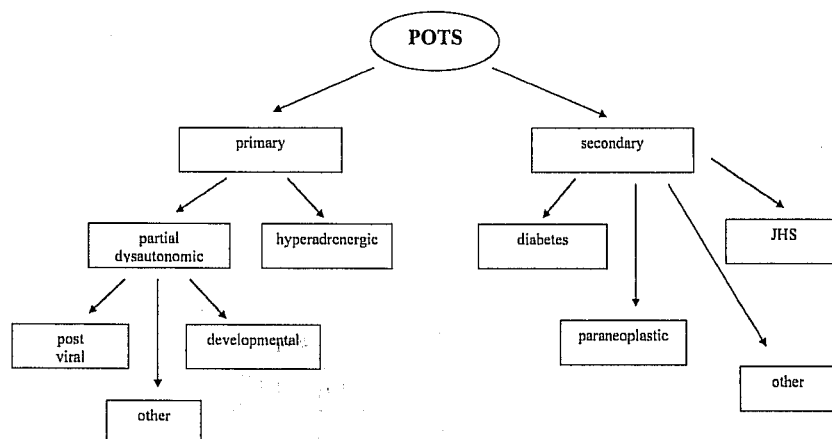 POTS
primary
secondary
partial
dysautonomic
hyperadrenergic
diabetes
JHS
post
viral
developmental
paraneoplastic
other
other